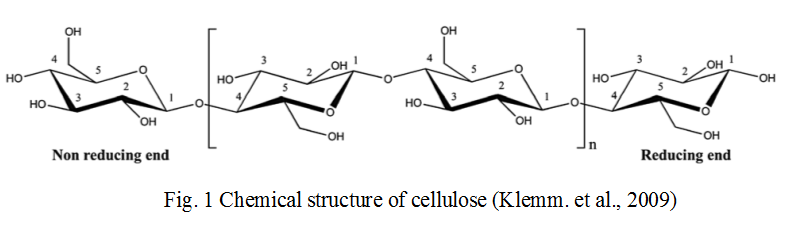 OH OH
4 6 O 3 2 OH 1 4 6 O 3 2 OH 1
HO 5 HO O 5 HO OH
HO 3 2 1 O 4 5 O HO 3 2 1 O 4 5 O
OH OH OH OH
Non reducing end n Reducing end
Fig. 1 Chemical structure of cellulose (Klemm. et al., 2009)